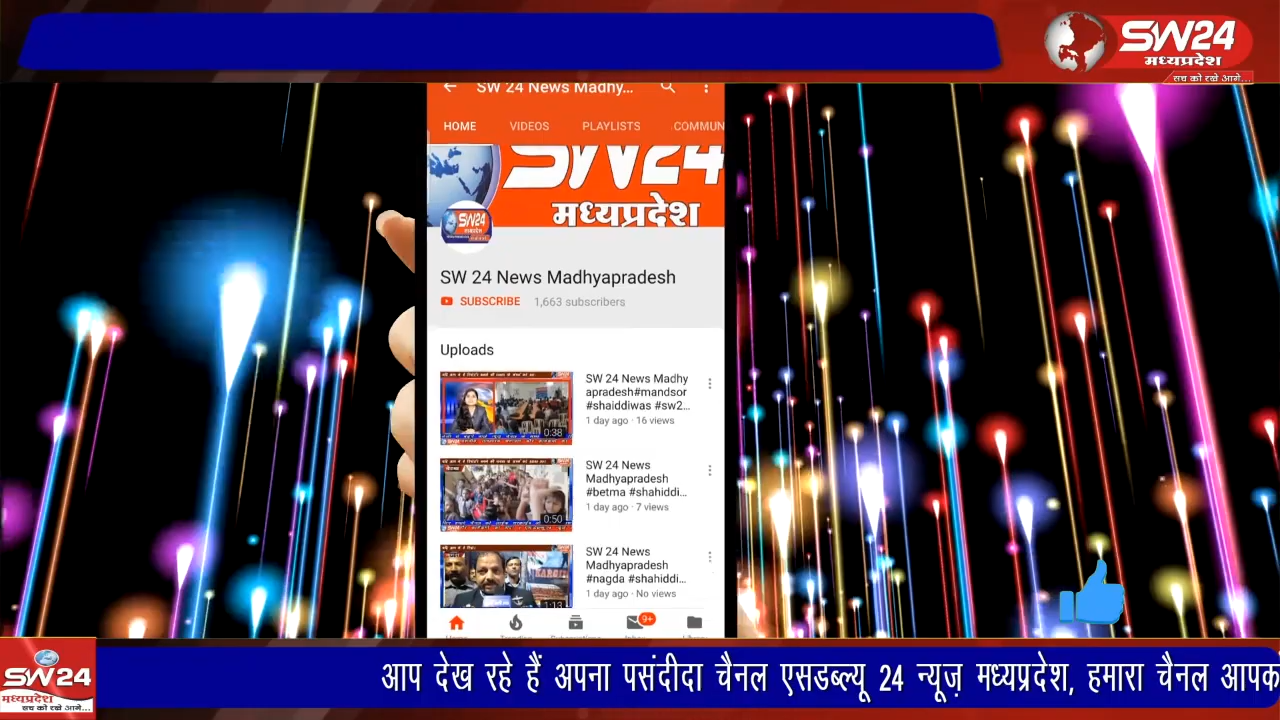 SW24
मध्यप्रदेश
सच को रखे आगे...
SW 24 News Madhy...
HOME VIDEOS PLAYLISTS COMMUN
SW24
मध्यप्रदेश
SW24
SW 24 News Madhyapradesh
SUBSCRIBE 1,663 subscribers
Uploads
SW 24 News Madhy
apradesh#mandsor
#shaiddiwas #sw2...
1 day ago · 16 views
0:38
SW 24 News
Madhyapradesh
#betma #shahiddi...
1 day ago · 7 views
0:50
SW 24 News
Madhyapradesh
#nagda #shahiddi...
1 day ago · No views
1:13
9+
SW24
मध्यप्रदेश
सच को रखे आगे...
आप देख रहे हैं अपना पसंदीदा चैनल एसडब्ल्यू 24 न्यूज़ मध्यप्रदेश, हमारा चैनल आपको